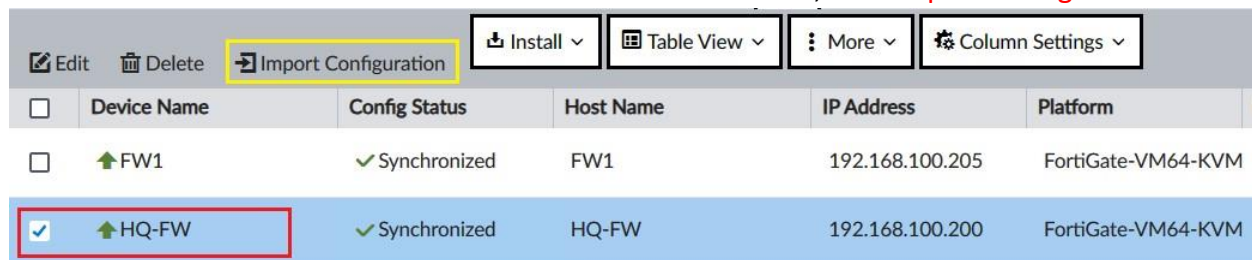 Edit Delete Import Configuration Install Table View More Column Settings
Device Name Config Status Host Name IP Address Platform
FW1 Synchronized FW1 192.168.100.205 FortiGate-VM64-KVM
HQ-FW Synchronized HQ-FW 192.168.100.200 FortiGate-VM64-KVM